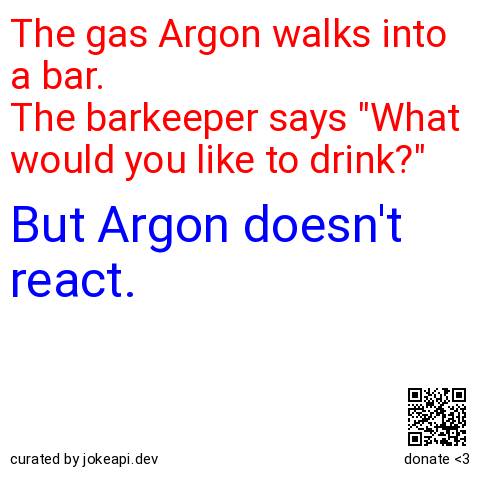 The gas Argon walks into
a bar.
The barkeeper says "What
would you like to drink?"
But Argon doesn't
react.
curated by jokeapi.dev
donate <3